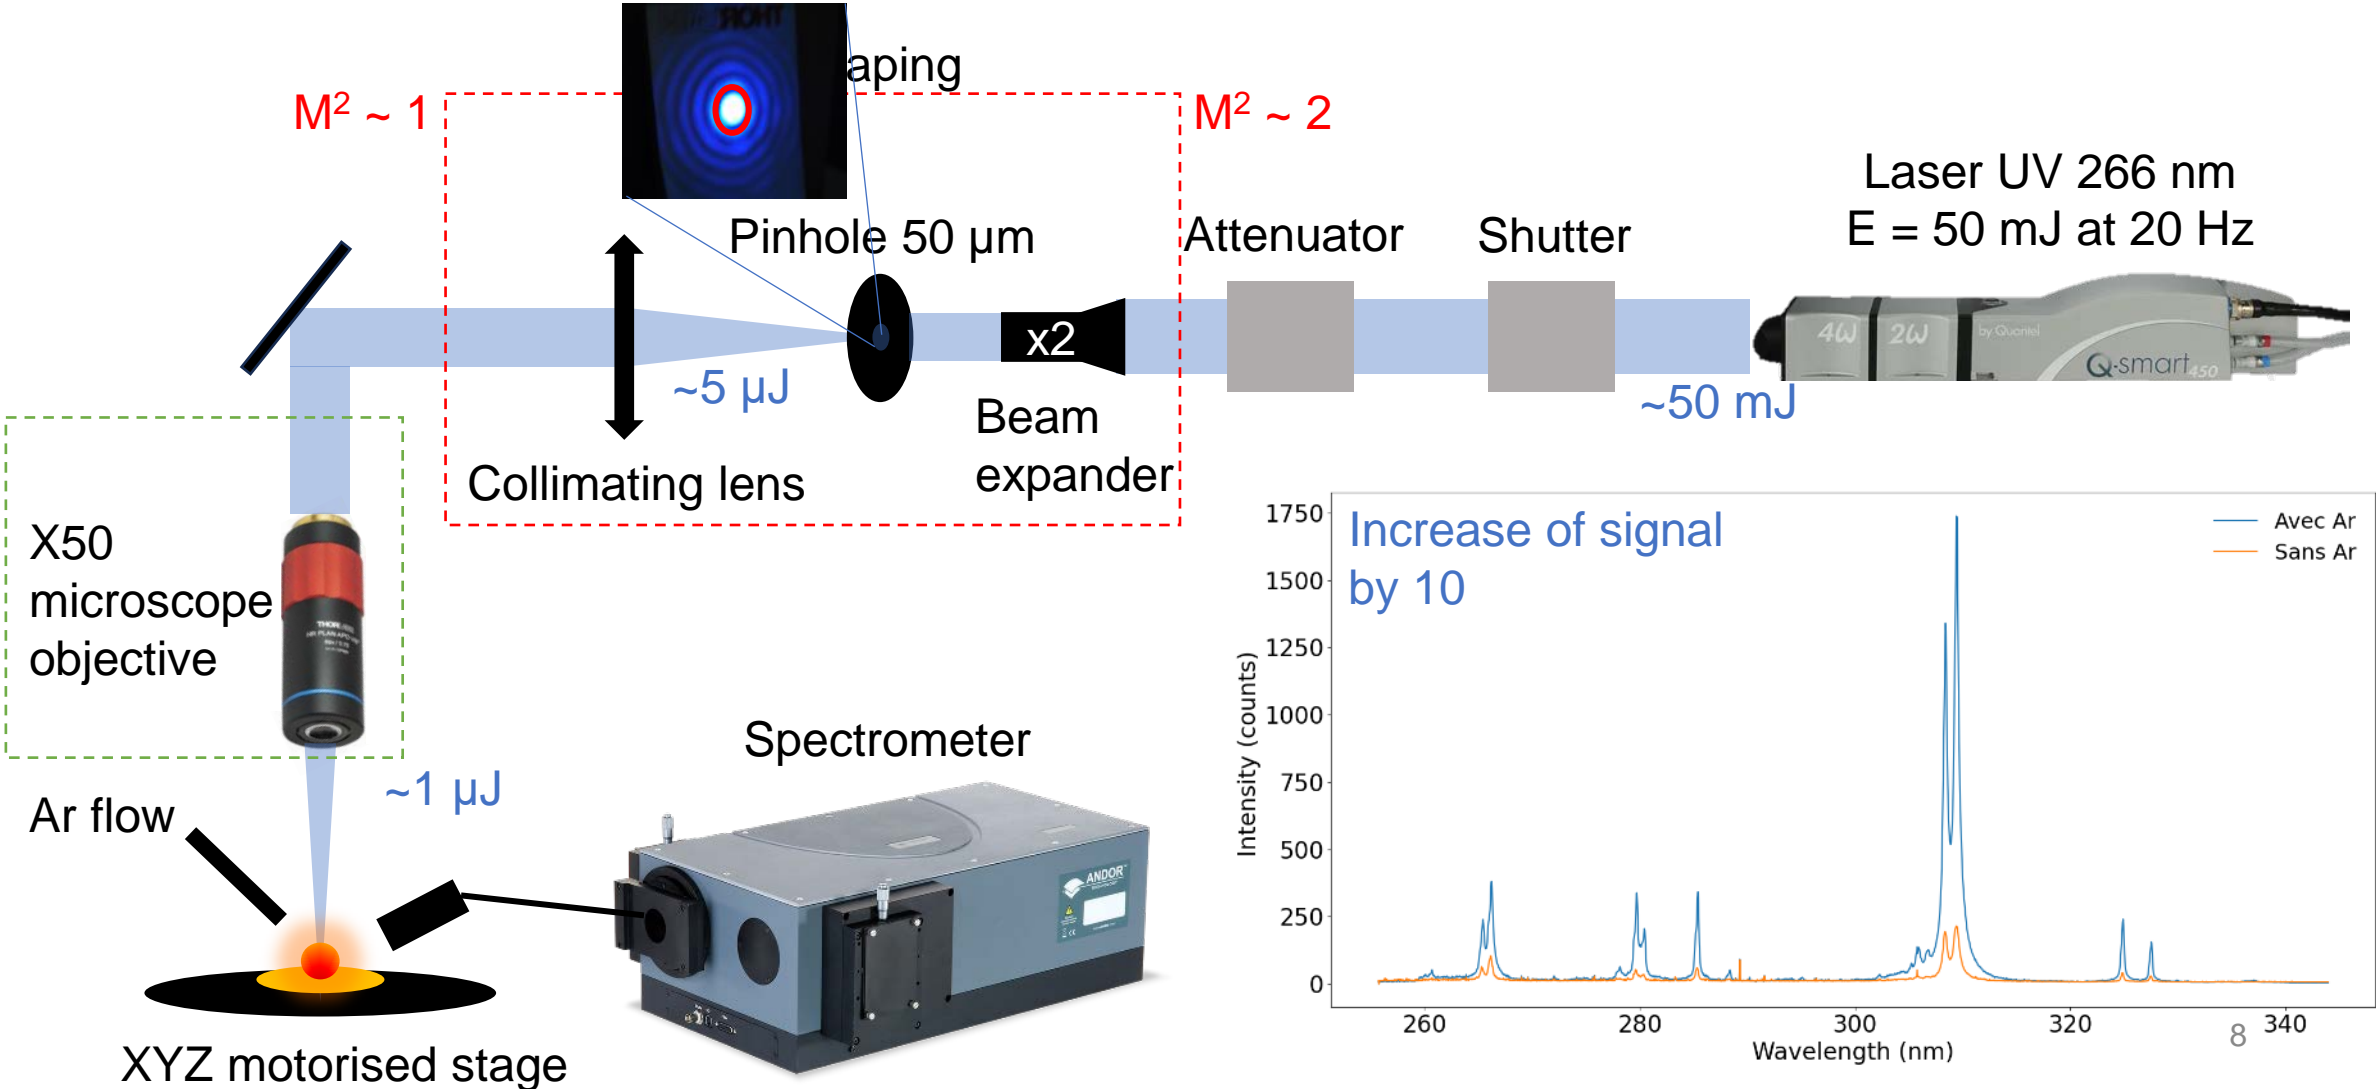 aping
M² ~ 1
M² ~ 2
Pinhole 50 µm
Attenuator
Shutter
Laser UV 266 nm
E = 50 mJ at 20 Hz
4ω
2ω
by Quantel
Q-smart 450
x2
~5 µJ
~50 mJ
Beam
expander
Collimating lens
X50
microscope
objective
~1 µJ
Ar flow
Spectrometer
ANDOR
XYZ motorised stage
Increase of signal
by 10
Avec Ar
Sans Ar
Intensity (counts)
1750
1500
1250
1000
750
500
250
0
260
280
300
320
340
Wavelength (nm)
8